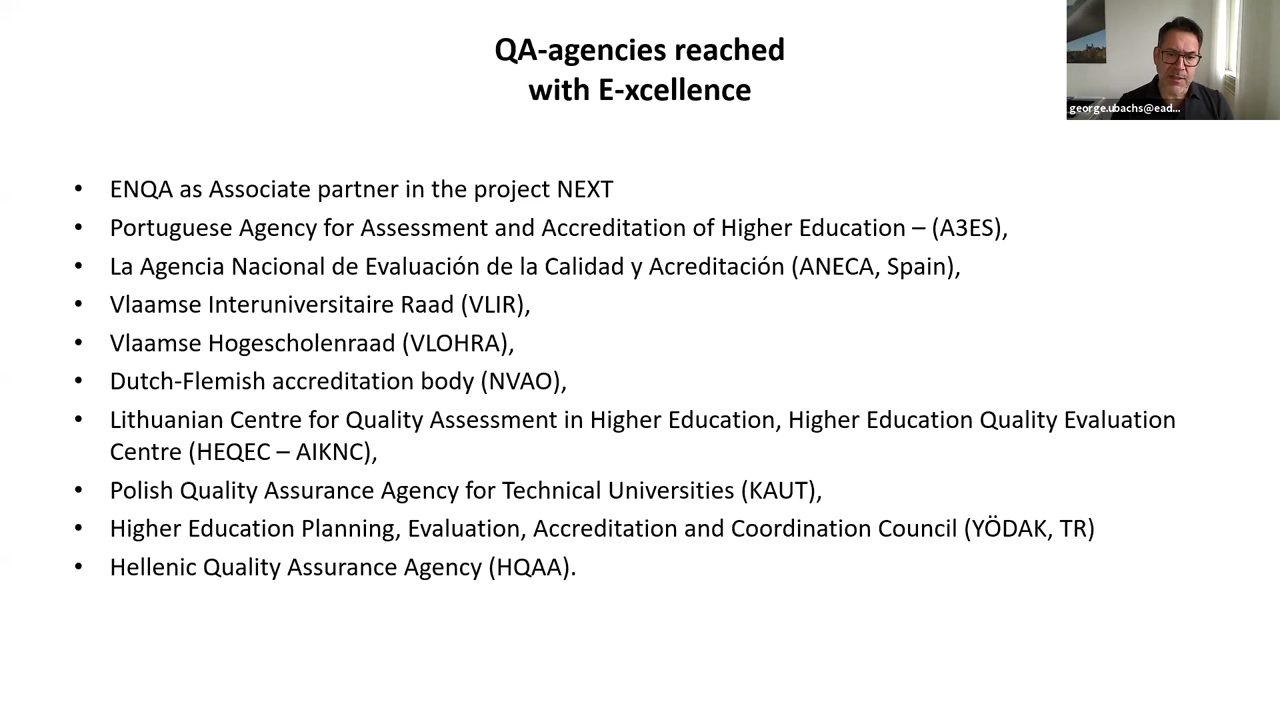 QA-agencies reached
with E-xcellence
george.ubachs@ead...
• ENQA as Associate partner in the project NEXT
• Portuguese Agency for Assessment and Accreditation of Higher Education – (A3ES),
• La Agencia Nacional de Evaluación de la Calidad y Acreditación (ANECA, Spain),
• Vlaamse Interuniversitaire Raad (VLIR),
• Vlaamse Hogescholenraad (VLOHRA),
• Dutch-Flemish accreditation body (NVAO),
• Lithuanian Centre for Quality Assessment in Higher Education, Higher Education Quality Evaluation
Centre (HEQEC – AIKNC),
• Polish Quality Assurance Agency for Technical Universities (KAUT),
• Higher Education Planning, Evaluation, Accreditation and Coordination Council (YÖDAK, TR)
• Hellenic Quality Assurance Agency (HQAA).